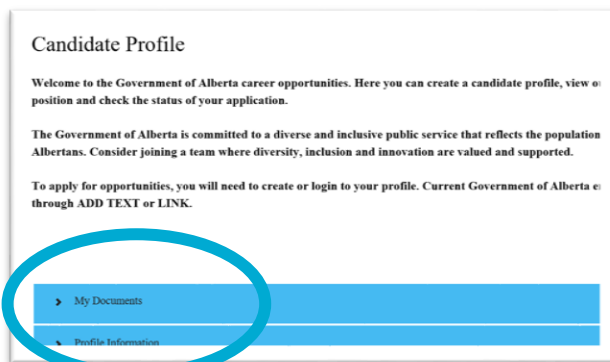 Candidate Profile
Welcome to the Government of Alberta career opportunities. Here you can create a candidate profile, view
position and check the status of your application.
The Government of Alberta is committed to a diverse and inclusive public service that reflects the population
Albertans. Consider joining a team where diversity, inclusion and innovation are valued and supported.
To apply for opportunities, you will need to create or login to your profile. Current Government of Alberta
through ADD TEXT or LINK.
My Documents
Profile Information